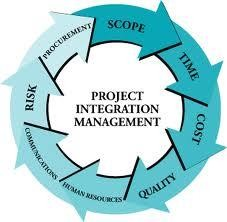 PROJECT
INTEGRATION
MANAGEMENT
SCOPE
TIME
COST
QUALITY
HUMAN RESOURCES
COMMUNICATIONS
RISK
PROCUREMENT